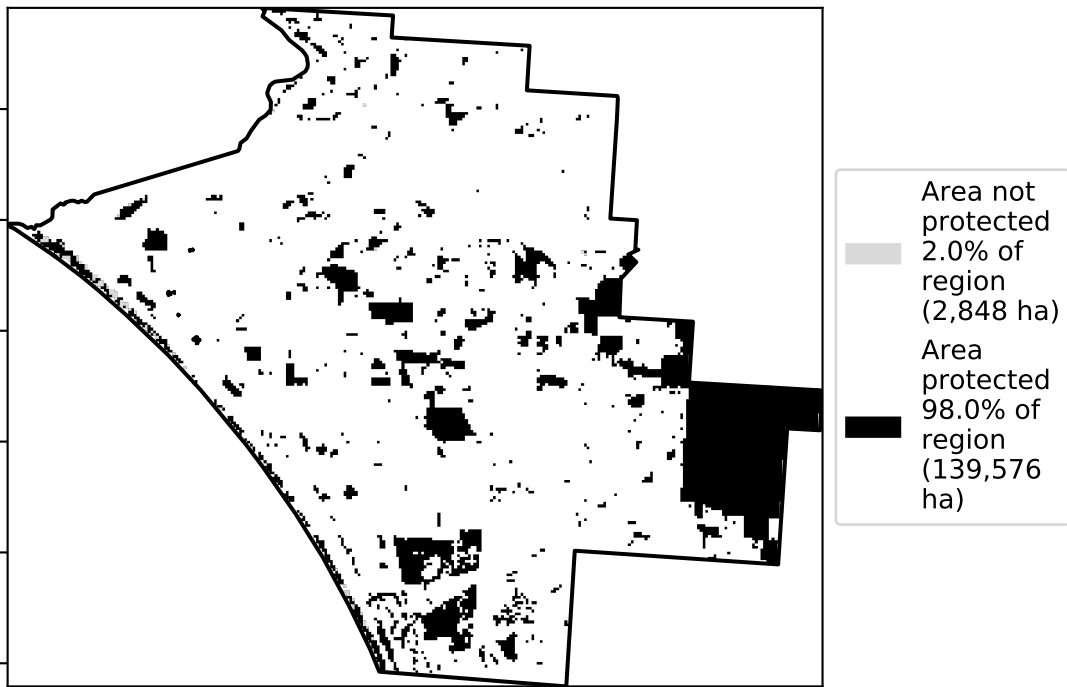 Area not
protected
2.0% of
region
(2,848 ha)
Area
protected
98.0% of
region
(139,576
ha)